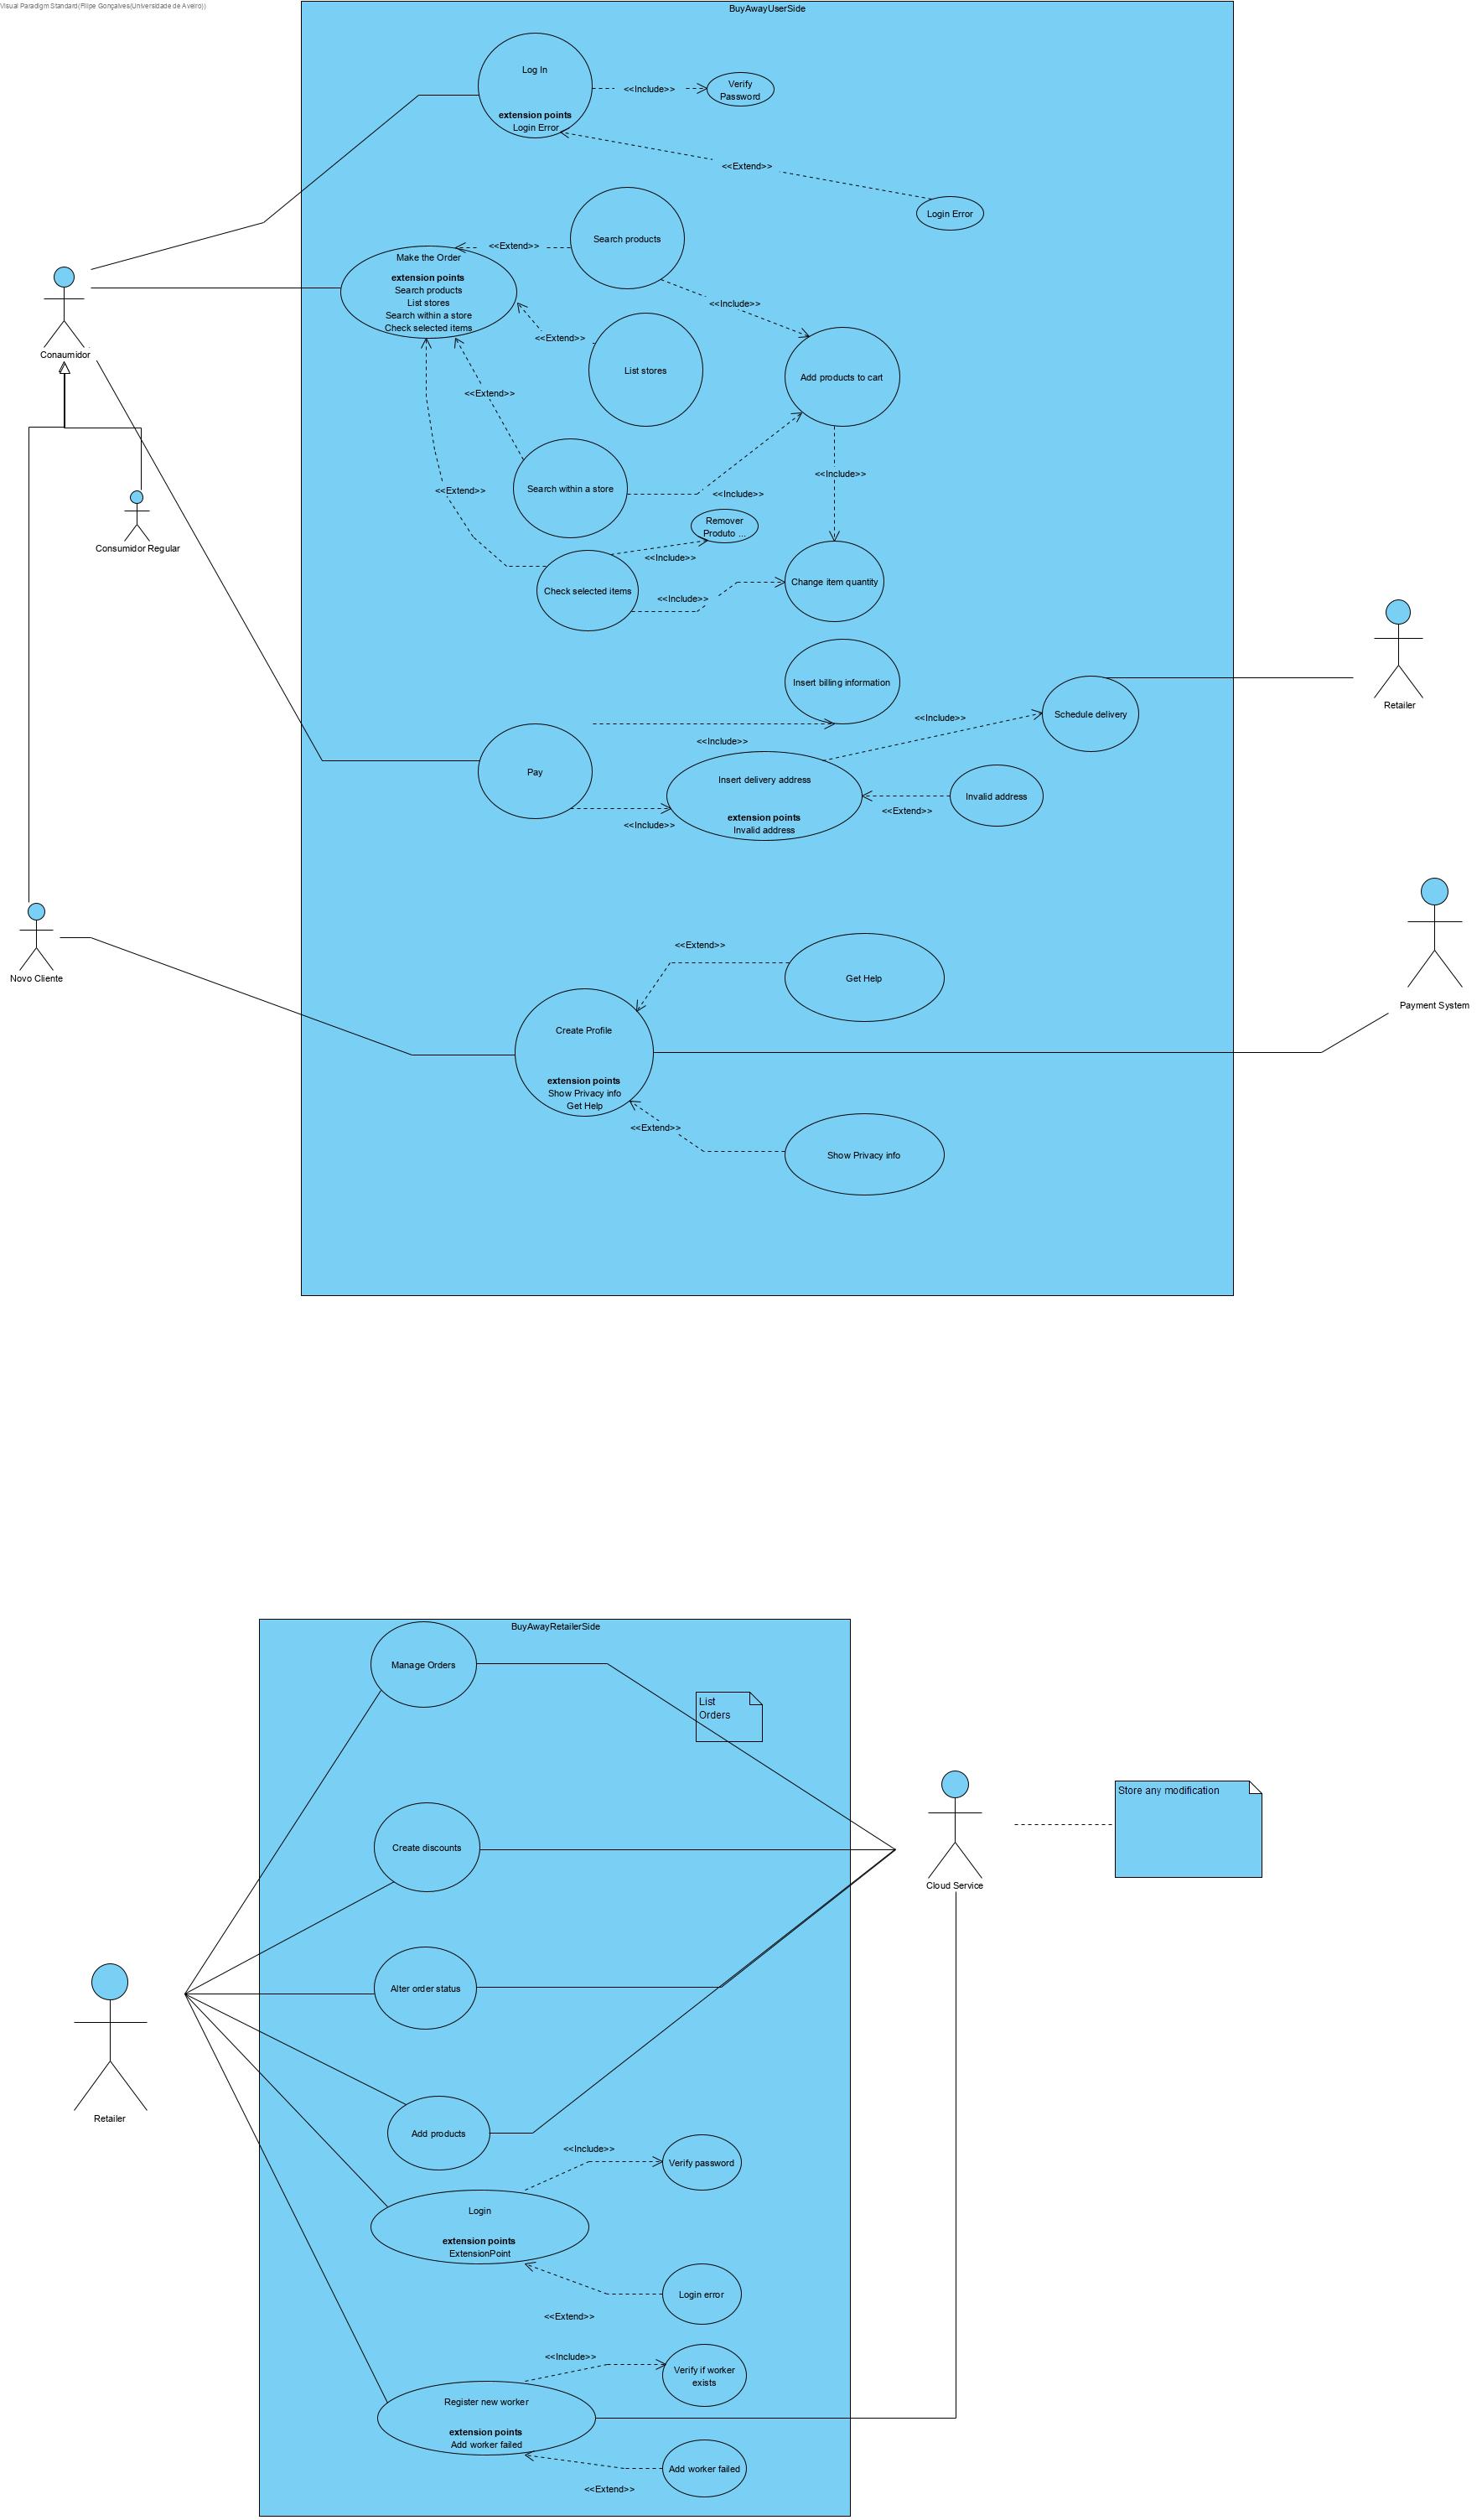 Visual Paradigm Standard(Filipe Gonçalves(Universidade de Aveiro))
BuyAwayUserSide
Log In
extension points
Login Error
<<Include>>
Verify
Password
<<Extend>>
Login Error
Search products
<<Extend>>
Make the Order
extension points
Search products
List stores
Search within a store
Check selected items
<<Include>>
<<Extend>>
List stores
Add products to cart
Conaumidor
<<Extend>>
<<Include>>
Search within a store
<<Extend>>
<<Include>>
Consumidor Regular
Remover
Produto ...
<<Include>>
Check selected items
<<Include>>
Change item quantity
Insert billing information
Retailer
Schedule delivery
<<Include>>
<<Include>>
Pay
Insert delivery address
extension points
Invalid address
Invalid address
<<Extend>>
<<Include>>
Novo Cliente
<<Extend>>
Get Help
Payment System
Create Profile
extension points
Show Privacy info
Get Help
<<Extend>>
Show Privacy info
BuyAwayRetailerSide
Manage Orders
List
Orders
Store any modification
Create discounts
Cloud Service
Alter order status
Retailer
Add products
<<Include>>
Verify password
Login
extension points
ExtensionPoint
Login error
<<Extend>>
<<Include>>
Verify if worker
exists
Register new worker
extension points
Add worker failed
Add worker failed
<<Extend>>